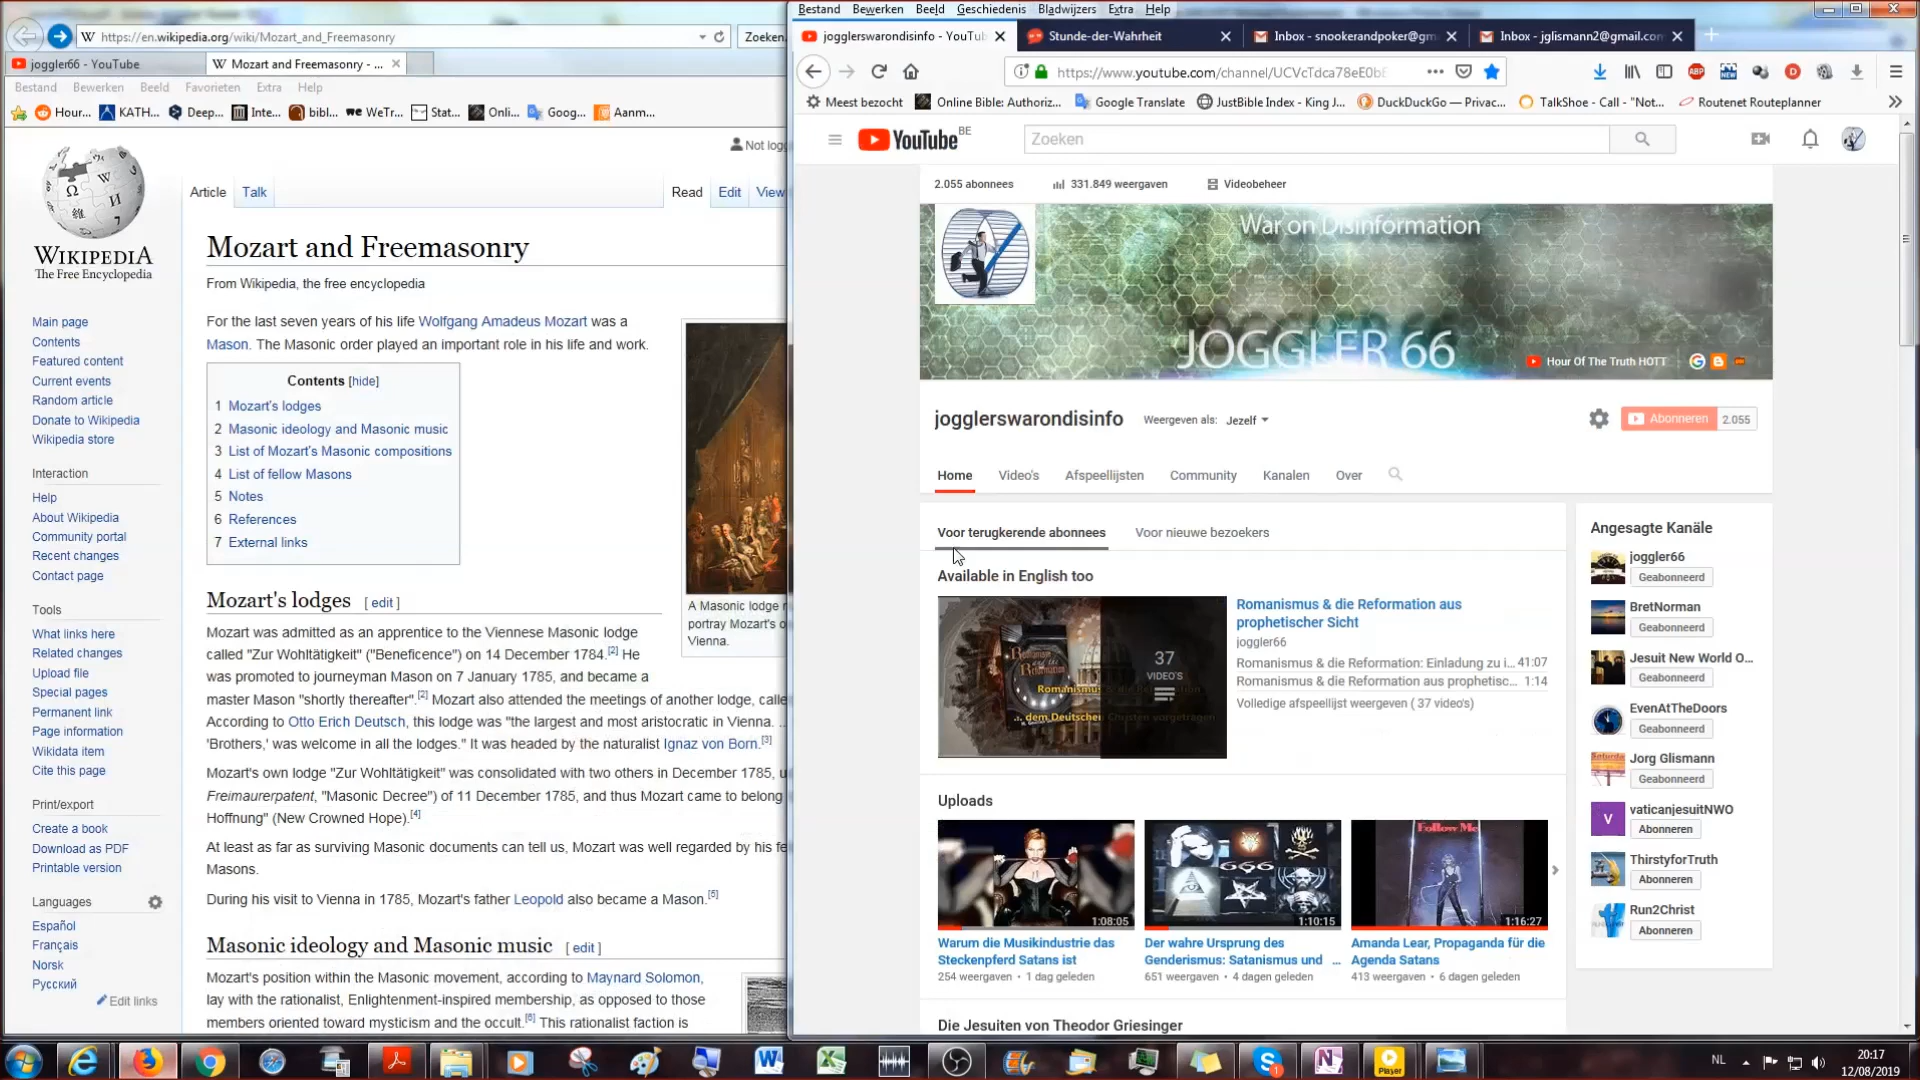 https://en.wikipedia.org/wiki/Mozart_and_Freemasonry
Zoeken...
joggler66 - YouTube
Mozart and Freemasonry - ...
Bestand Bewerken Beeld Favorieten Extra Help
Hour... KATH... Deep... Inte... bibl... WeTr... Stat... Onli... Goog... Aanm...
WIKIPEDIA
The Free Encyclopedia
Main page
Contents
Featured content
Current events
Random article
Donate to Wikipedia
Wikipedia store
Interaction
Help
About Wikipedia
Community portal
Recent changes
Contact page
Tools
What links here
Related changes
Upload file
Special pages
Permanent link
Page information
Wikidata item
Cite this page
Print/export
Create a book
Download as PDF
Printable version
Languages
Español
Français
Norsk
Русский
Edit links
Not logg
Article Talk
Read Edit View
Mozart and Freemasonry
From Wikipedia, the free encyclopedia
For the last seven years of his life Wolfgang Amadeus Mozart was a
Mason. The Masonic order played an important role in his life and work.
Contents [hide]
1 Mozart's lodges
2 Masonic ideology and Masonic music
3 List of Mozart's Masonic compositions
4 List of fellow Masons
5 Notes
6 References
7 External links
A Masonic lodge
portray Mozart's
Vienna.
Mozart's lodges [ edit ]
Mozart was admitted as an apprentice to the Viennese Masonic lodge
called "Zur Wohltätigkeit" ("Beneficence") on 14 December 1784.[2] He
was promoted to journeyman Mason on 7 January 1785, and became a
master Mason "shortly thereafter".[2] Mozart also attended the meetings of another lodge, calle
According to Otto Erich Deutsch, this lodge was "the largest and most aristocratic in Vienna. ..
'Brothers,' was welcome in all the lodges." It was headed by the naturalist Ignaz von Born.[3]
Mozart's own lodge "Zur Wohltätigkeit" was consolidated with two others in December 1785, u
Freimaurerpatent, "Masonic Decree") of 11 December 1785, and thus Mozart came to belong
Hoffnung" (New Crowned Hope).[4]
At least as far as surviving Masonic documents can tell us, Mozart was well regarded by his fe
Masons.
During his visit to Vienna in 1785, Mozart's father Leopold also became a Mason.[5]
Masonic ideology and Masonic music [ edit ]
Mozart's position within the Masonic movement, according to Maynard Solomon,
lay with the rationalist, Enlightenment-inspired membership, as opposed to those
members oriented toward mysticism and the occult.[6] This rationalist faction is
Bestand Bewerken Beeld Geschiedenis Bladwijzers Extra Help
jogglerswarondisinfo - YouTu
Stunde-der-Wahrheit
Inbox - snookerandpoker@gm
Inbox - jglismann2@gmail.com
https://www.youtube.com/channel/UCVcTdca78eE0b
Meest bezocht Online Bible: Authoriz... Google Translate JustBible Index - King J... DuckDuckGo — Privac... TalkShoe - Call - "Not... Routenet Routeplanner
YouTube BE
Zoeken
2.055 abonnees 331.849 weergaven Videobeheer
War on Disinformation
JOGGLER 66
Hour Of The Truth HOTT
jogglerswarondisinfo
Weergeven als: Jezelf
Abonneren 2.055
Home Video's Afspeellijsten Community Kanalen Over
Voor terugkerende abonnees
Voor nieuwe bezoekers
Available in English too
37
VIDEO'S
Romanismus & die Reformation aus
prophetischer Sicht
joggler66
Romanismus & die Reformation: Einladung zu i... 41:07
Romanismus & die Reformation aus prophetisc... 1:14
Volledige afspeellijst weergeven ( 37 video's)
Uploads
1:08:05
666
1:10:15
Follow Me
1:16:27
Warum die Musikindustrie das
Steckenpferd Satans ist
254 weergaven • 1 dag geleden
Der wahre Ursprung des
Genderismus: Satanismus und ...
651 weergaven • 4 dagen geleden
Amanda Lear, Propaganda für die
Agenda Satans
413 weergaven • 6 dagen geleden
Die Jesuiten von Theodor Griesinger
Angesagte Kanäle
joggler66
Geabonneerd
BretNorman
Geabonneerd
Jesuit New World O...
Geabonneerd
EvenAtTheDoors
Geabonneerd
Jorg Glismann
Geabonneerd
V
vaticanjesuitNWO
Abonneren
ThirstyforTruth
Abonneren
Run2Christ
Abonneren
NL
20:17
12/08/2019